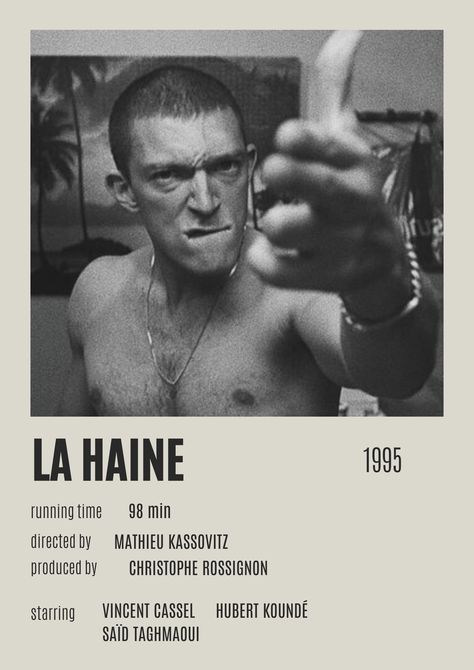 LA HAINE 1995
running time 98 min
directed by MATHIEU KASSOVITZ
produced by CHRISTOPHE ROSSIGNON
starring VINCENT CASSEL HUBERT KOUNDÉ
SAÏD TAGHMAOUI